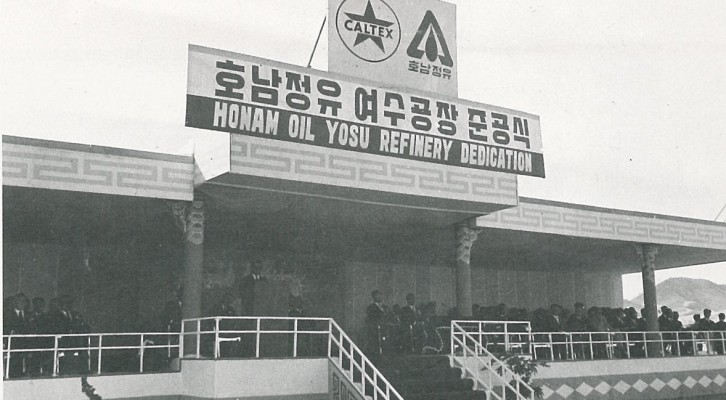 CALTEX
호남정유
호남정유 여수공장 준공식
HONAM OIL YOSU REFINERY DEDICATION